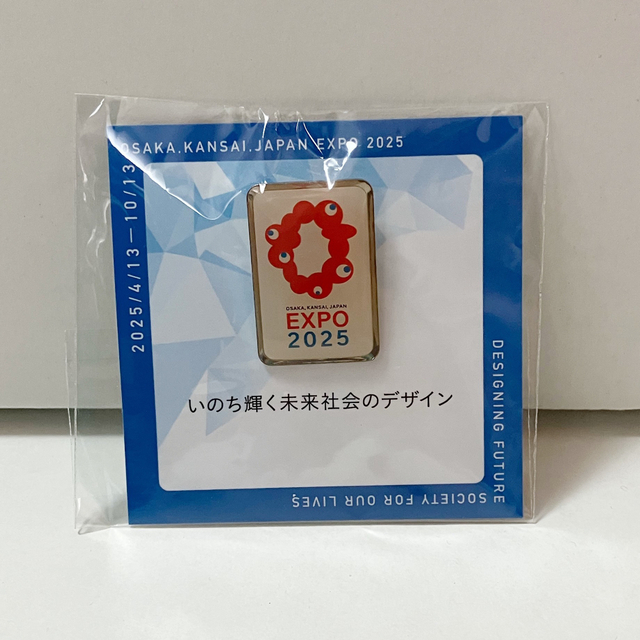 OSAKA.KANSAI.JAPAN EXPO 2025
2025/4/13—10/13
OSAKA, KANSAI, JAPAN
EXPO
2025
いのち輝く未来社会のデザイン
DESIGNING FUTURE
SOCIETY FOR OUR LIVES